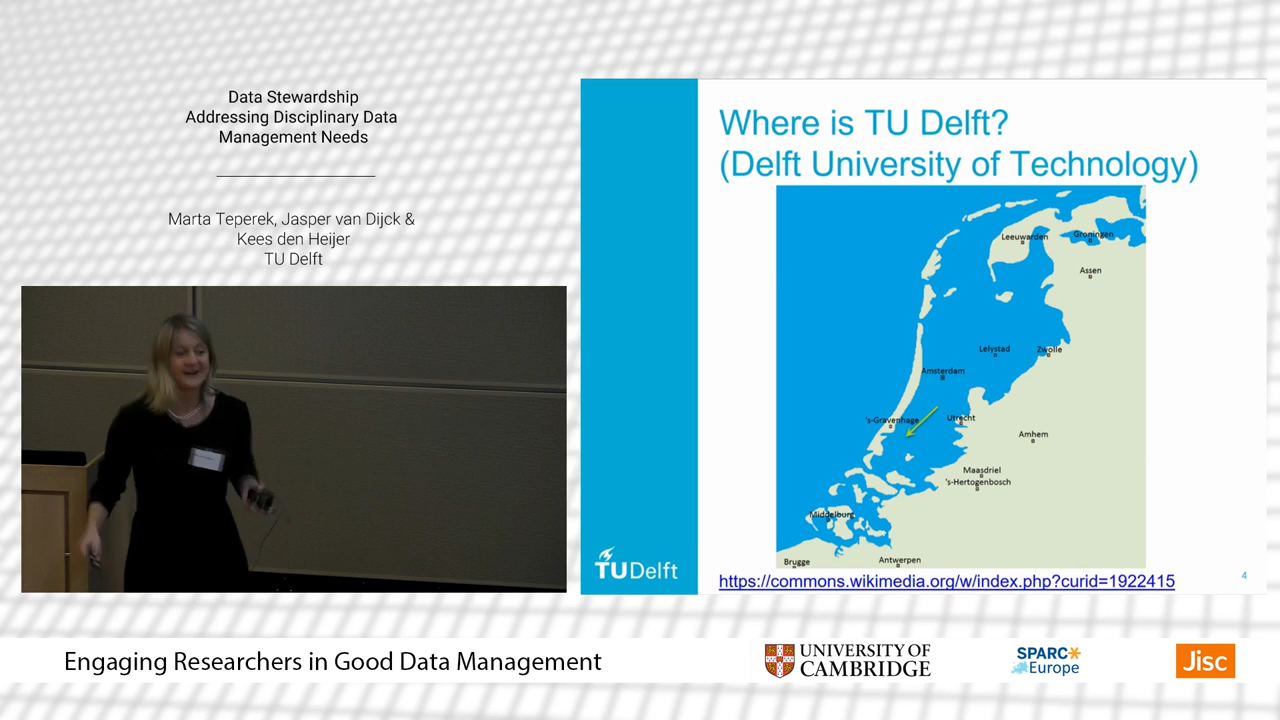 Data Stewardship
Addressing Disciplinary Data
Management Needs
Marta Teperek, Jasper van Dijck &
Kees den Heijer
TU Delft
Where is TU Delft?
(Delft University of Technology)
Leeuwarden
Groningen
Assen
Lelystad
Zwolle
Amsterdam
's-Gravenhage
Utrecht
Arnhem
Maasdriel
's-Hertogenbosch
Middelburg
Brugge
Antwerpen
TUDelft
https://commons.wikimedia.org/w/index.php?curid=1922415
4
Engaging Researchers in Good Data Management
UNIVERSITY OF
CAMBRIDGE
SPARC
Europe
Jisc